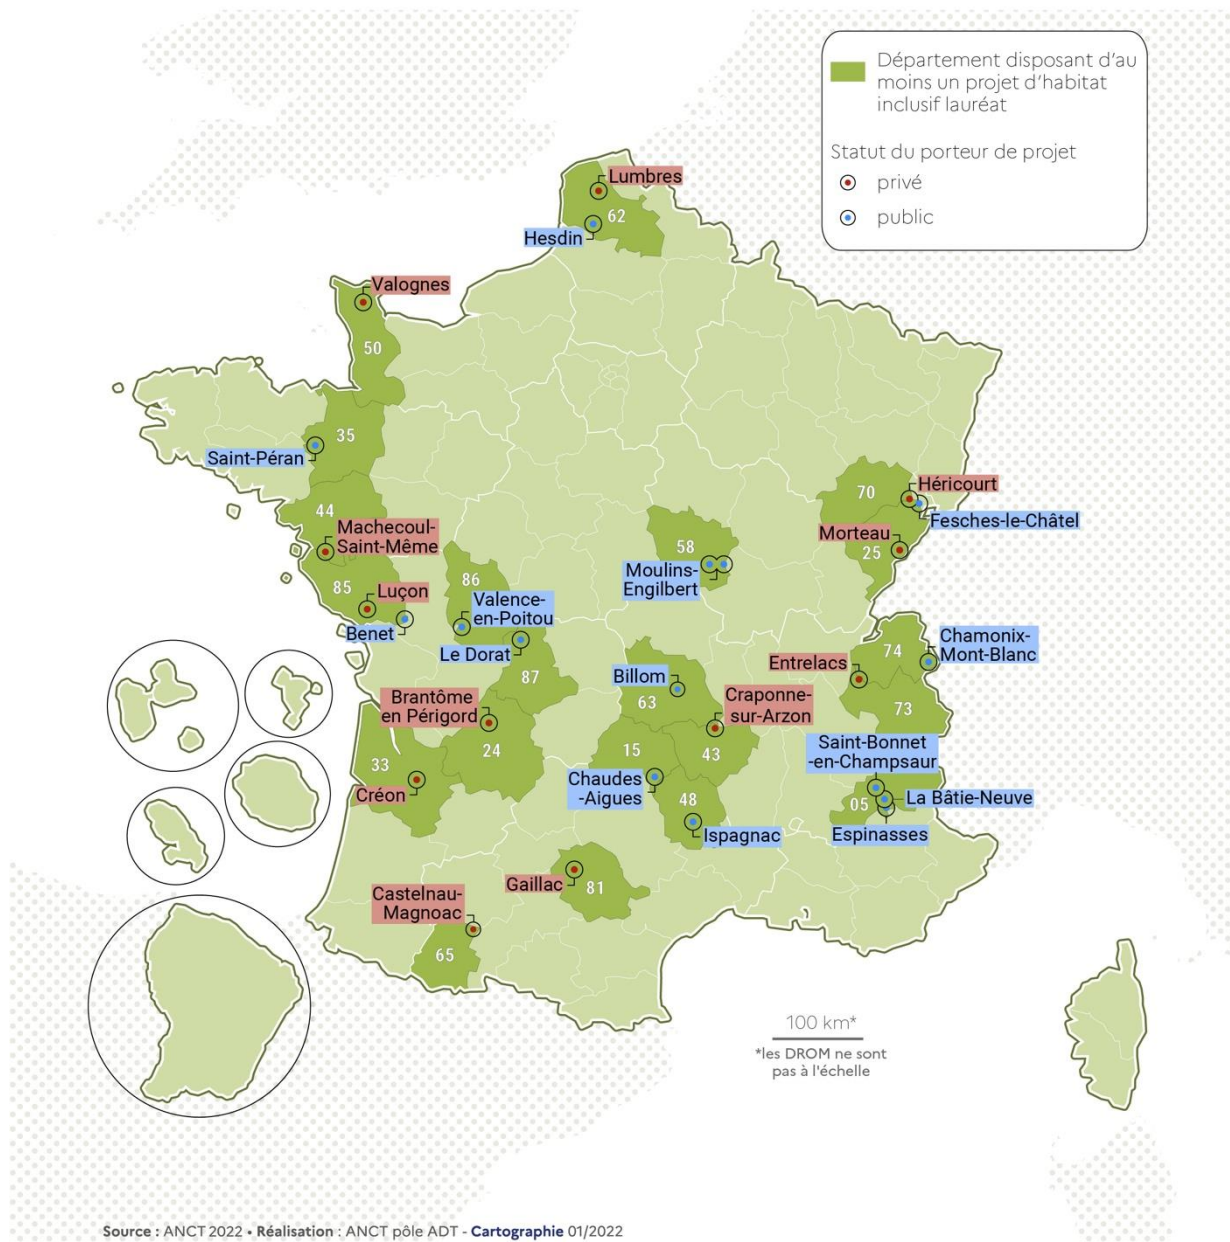 Département disposant d'au
moins un projet d'habitat
inclusif lauréat
Statut du porteur de projet
privé
public
Lumbres
62
Hesdin
Valognes
50
35
Saint-Péran
44
Machecoul-
Saint-Même
85
Luçon
Benet
86
Valence-
en-Poitou
Le Dorat
87
58
Moulins-
Engilbert
70
Héricourt
Fesches-le-Châtel
Morteau
25
74
Chamonix-
Mont-Blanc
Entrelacs
73
Billom
63
Craponne-
sur-Arzon
43
Brantôme
en Périgord
24
33
Créon
15
Chaudes
-Aigues
48
Ispagnac
Saint-Bonnet
-en-Champsaur
05
La Bâtie-Neuve
Espinasses
Gaillac
81
Castelnau-
Magnoac
65
100 km*
*les DROM ne sont
pas à l'échelle
Source : ANCT 2022 • Réalisation : ANCT pôle ADT - Cartographie 01/2022